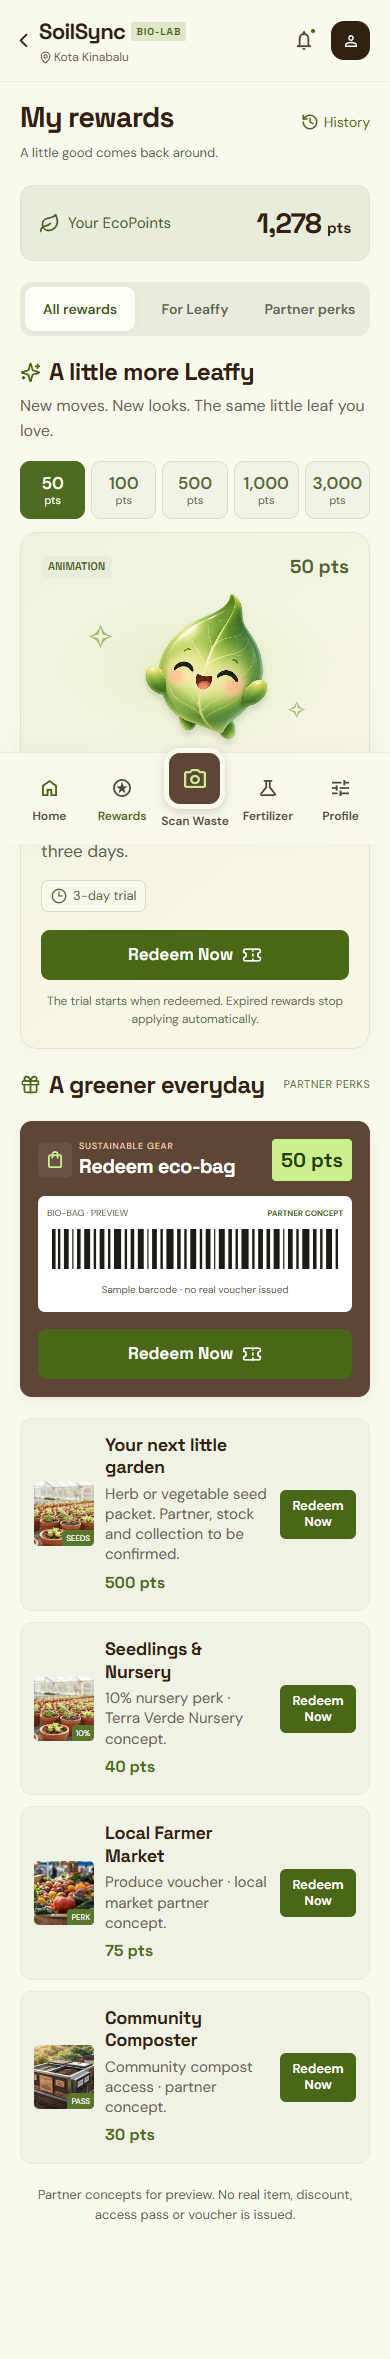 SoilSync BIO-LAB
Kota Kinabalu
My rewards
History
A little good comes back around.
Your EcoPoints
1,278 pts
All rewards
For Leaffy
Partner perks
A little more Leaffy
New moves. New looks. The same little leaf you
love.
50
pts
100
pts
500
pts
1,000
pts
3,000
pts
ANIMATION
50 pts
Home
Rewards
Scan Waste
Fertilizer
Profile
three days.
3-day trial
Redeem Now
The trial starts when redeemed. Expired rewards stop
applying automatically.
A greener everyday
PARTNER PERKS
SUSTAINABLE GEAR
Redeem eco-bag
50 pts
BIO-BAG · PREVIEW
PARTNER CONCEPT
Sample barcode · no real voucher issued
Redeem Now
Your next little
garden
Herb or vegetable seed
packet. Partner, stock
and collection to be
confirmed.
500 pts
SEEDS
Redeem
Now
Seedlings &
Nursery
10% nursery perk ·
Terra Verde Nursery
concept.
40 pts
10%
Redeem
Now
Local Farmer
Market
Produce voucher · local
market partner
concept.
75 pts
PERK
Redeem
Now
Community
Composter
Community compost
access · partner
concept.
30 pts
PASS
Redeem
Now
Partner concepts for preview. No real item, discount,
access pass or voucher is issued.